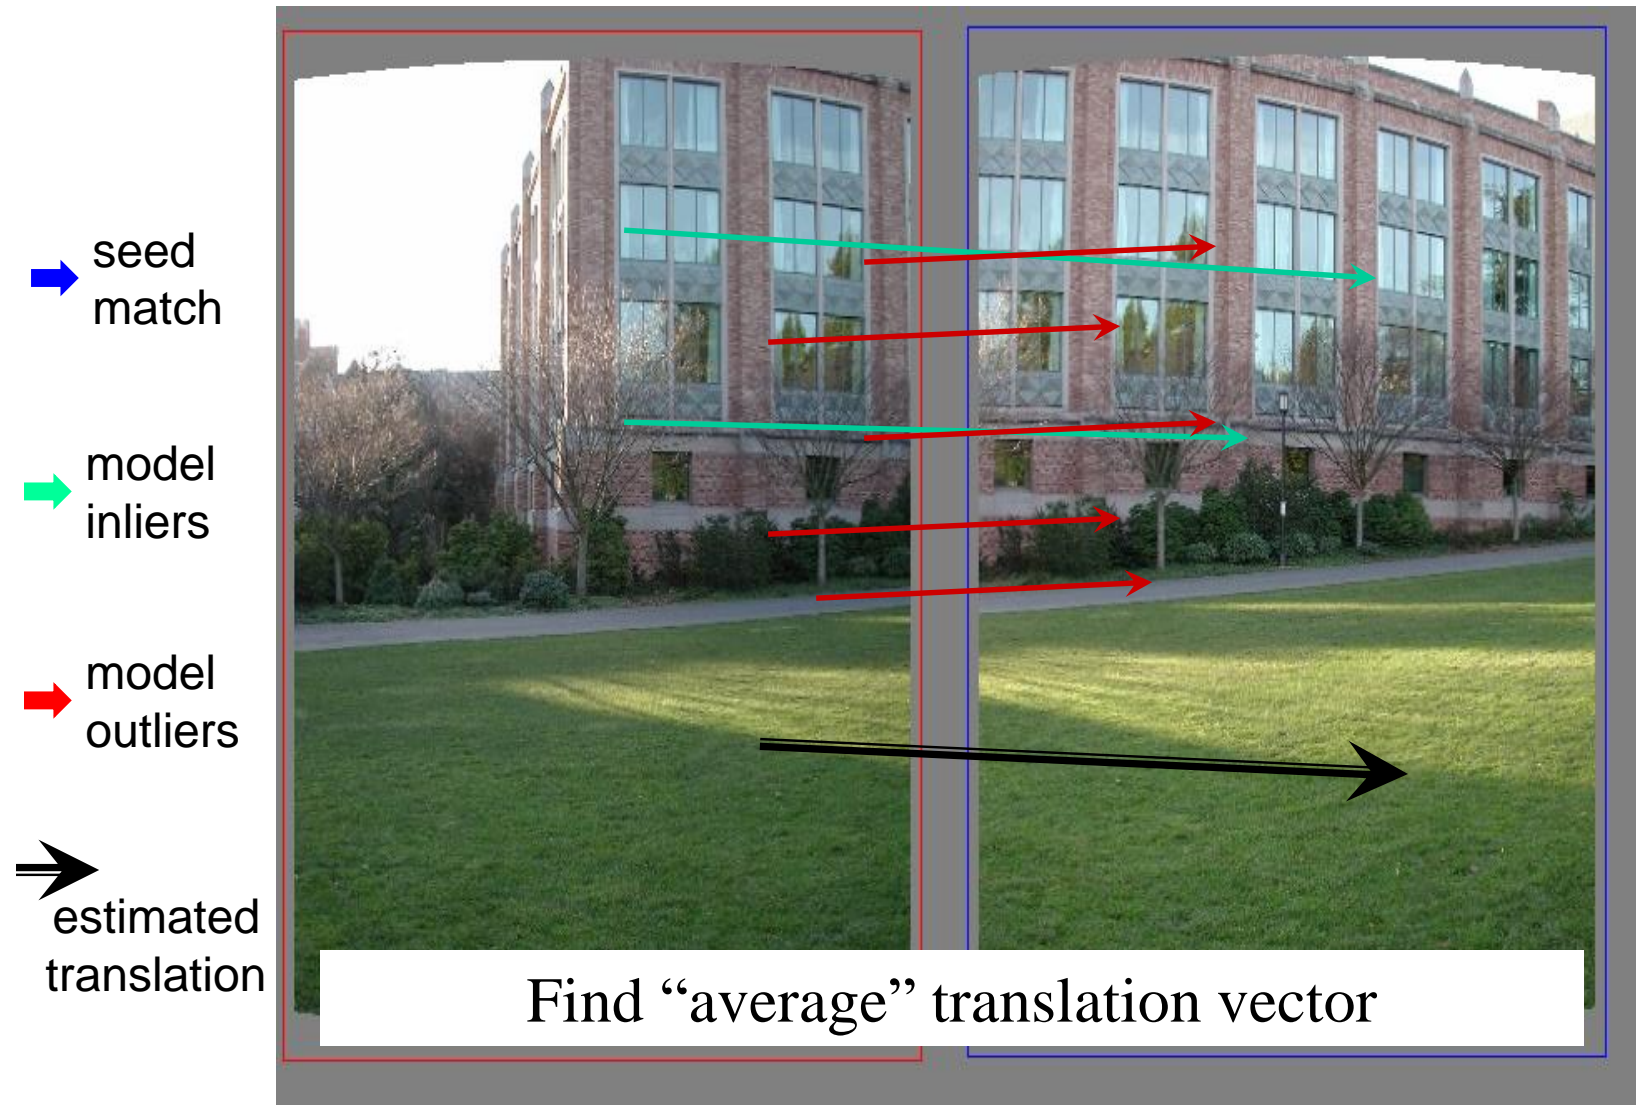 seed
match
model
inliers
model
outliers
estimated
translation
Find “average” translation vector